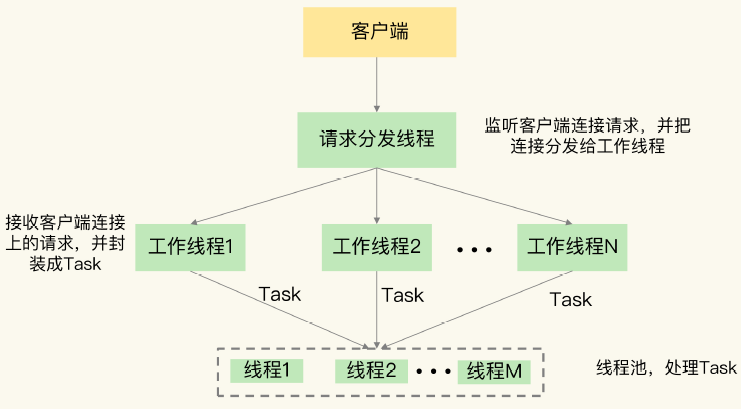 客户端
请求分发线程
监听客户端连接请求，并把
连接分发给工作线程
接收客户端连接
上的请求，并封
装成Task
工作线程1
工作线程2
•••
工作线程N
Task
Task
Task
线程1
线程2
•••
线程M
线程池，处理Task